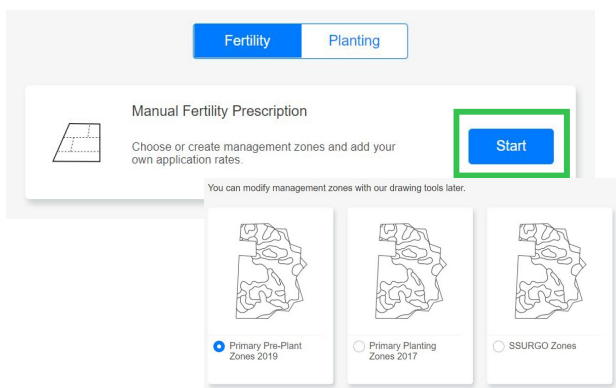 Fertility
Planting
Manual Fertility Prescription
Choose or create management zones and add your
own application rates.
Start
You can modify management zones with our drawing tools later.
Primary Pre-Plant
Zones 2019
Primary Planting
Zones 2017
SSURGO Zones